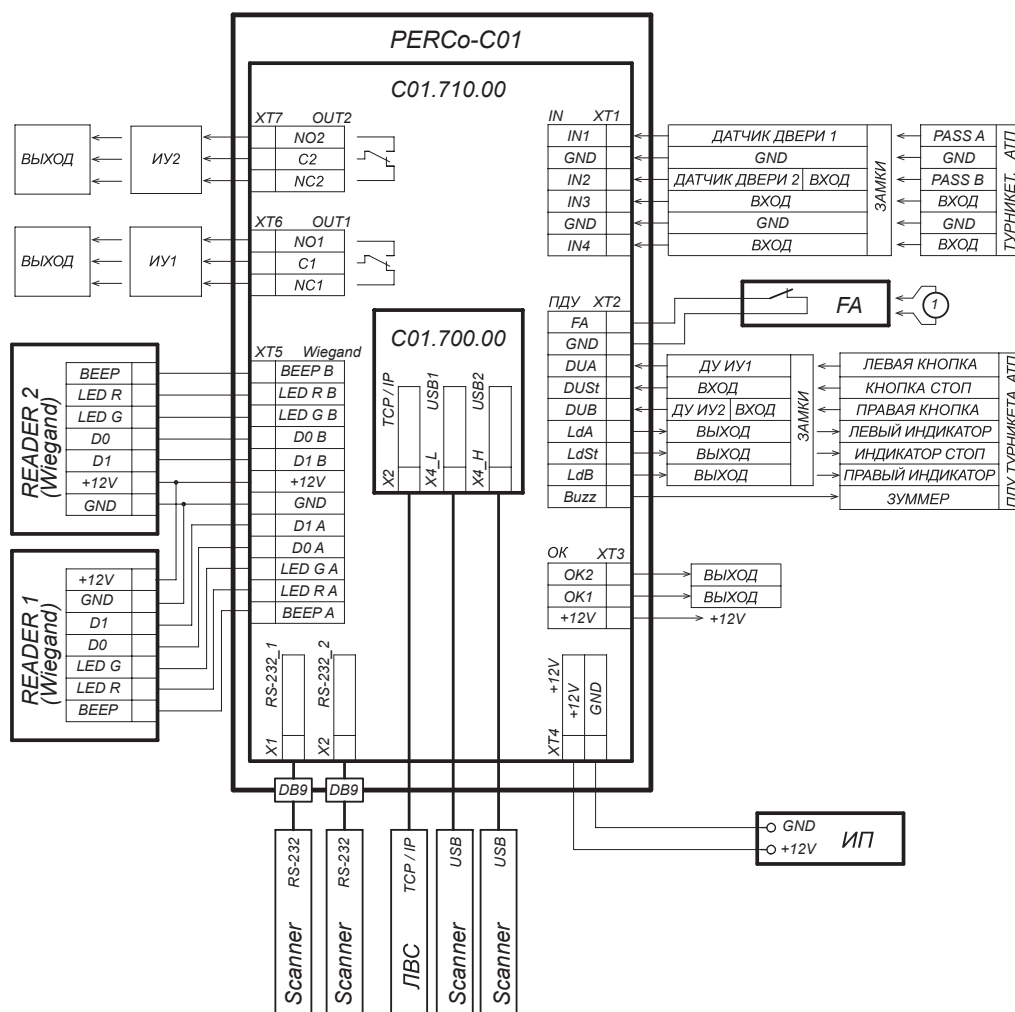 PERCo-C01
C01.710.00
XT7 OUT2
NO2
C2
NC2
ИУ2
ВЫХОД
XT6 OUT1
NO1
C1
NC1
ИУ1
ВЫХОД
IN XT1
IN1
GND
IN2
IN3
GND
IN4
ДАТЧИК ДВЕРИ 1
GND
ДАТЧИК ДВЕРИ 2 ВХОД
ВХОД
GND
ВХОД
ЗАМКИ
PASS A
GND
PASS B
ВХОД
GND
ВХОД
ТУРНИКЕТ, АТП
C01.700.00
X2 TCP / IP
X4_L USB1
X4_H USB2
ПДУ XT2
FA
GND
DUA
DUSt
DUB
LdA
LdSt
LdB
Buzz
FA
1
ДУ ИУ1
ВХОД
ДУ ИУ2 ВХОД
ВЫХОД
ВЫХОД
ВЫХОД
ЗАМКИ
ЛЕВАЯ КНОПКА
КНОПКА СТОП
ПРАВАЯ КНОПКА
ЛЕВЫЙ ИНДИКАТОР
ИНДИКАТОР СТОП
ПРАВЫЙ ИНДИКАТОР
ЗУММЕР
ПДУ ТУРНИКЕТА, АТП
READER 2
(Wiegand)
BEEP
LED R
LED G
D0
D1
+12V
GND
READER 1
(Wiegand)
+12V
GND
D1
D0
LED G
LED R
BEEP
XT5 Wiegand
BEEP B
LED R B
LED G B
D0 B
D1 B
+12V
GND
D1 A
D0 A
LED G A
LED R A
BEEP A
OK XT3
OK2
OK1
+12V
ВЫХОД
ВЫХОД
+12V
X1 RS-232_1
X2 RS-232_2
XT4 +12V
+12V
GND
DB9
DB9
GND
+12V
ИП
Scanner RS-232
Scanner RS-232
ЛВС TCP / IP
Scanner USB
Scanner USB